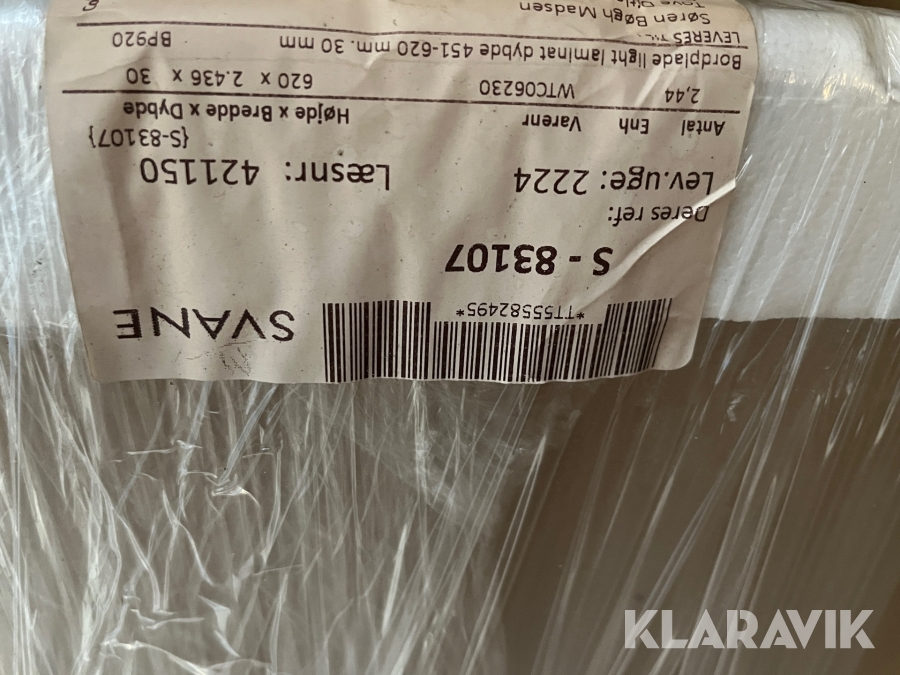 SVANE
*TT55582495*
S - 83107
Deres ref:
Lev.uge: 2224 Læsnr: 421150
{S-83107}
Antal Enh Varenr Højde x Bredde x Dybde
2,44 WTC06230 620 x 2.436 x 30
Bordplade light laminat dybde 451-620 mm. 30 mm BP920
LEVERES
Søren Bøgh Madsen
KLARAVIK